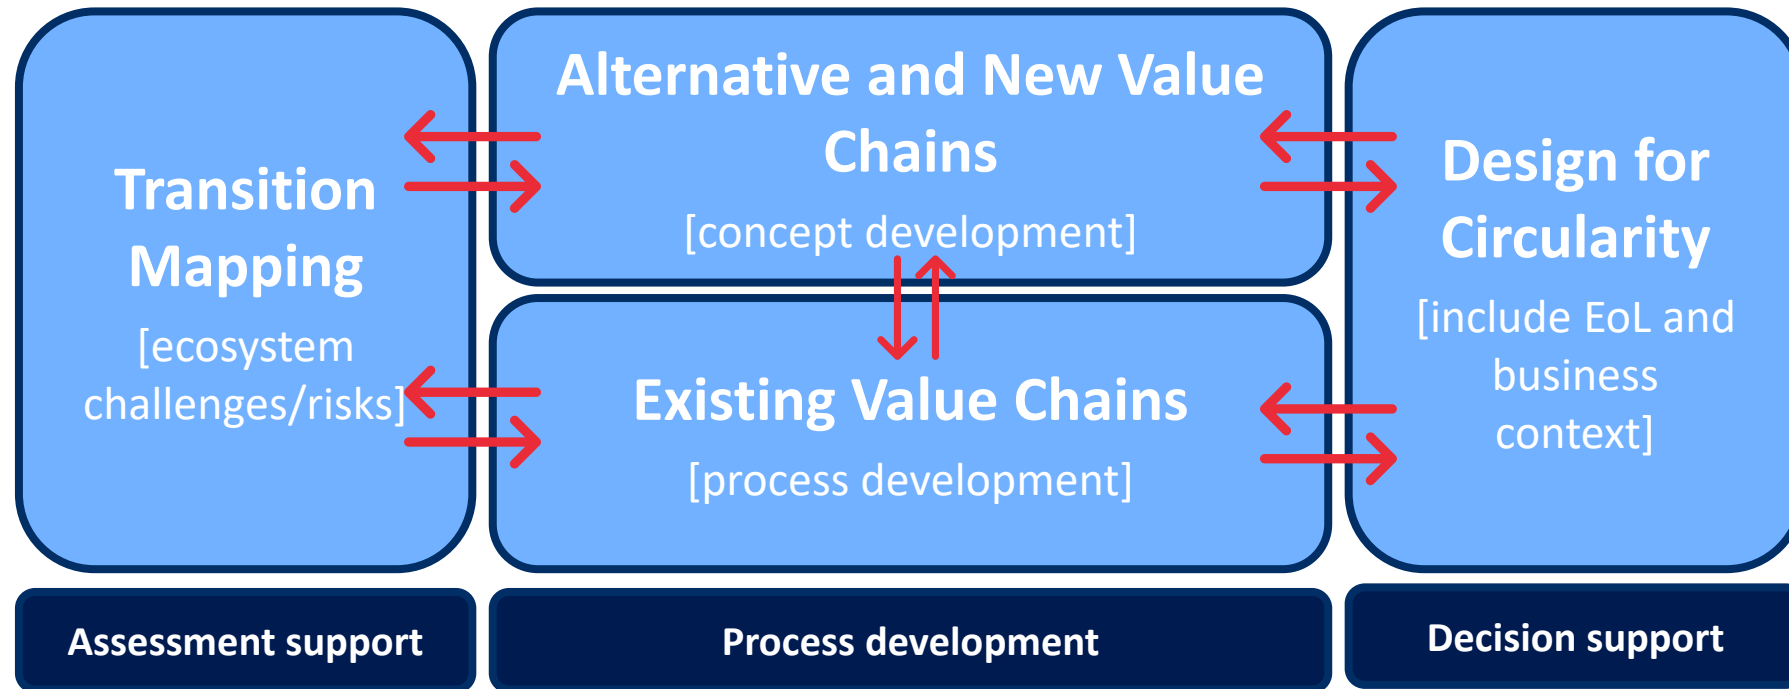 Transition
Mapping
[ecosystem
challenges/risks]
Alternative and New Value
Chains
[concept development]
Existing Value Chains
[process development]
Design for
Circularity
[include EoL and
business
context]
Assessment support
Process development
Decision support